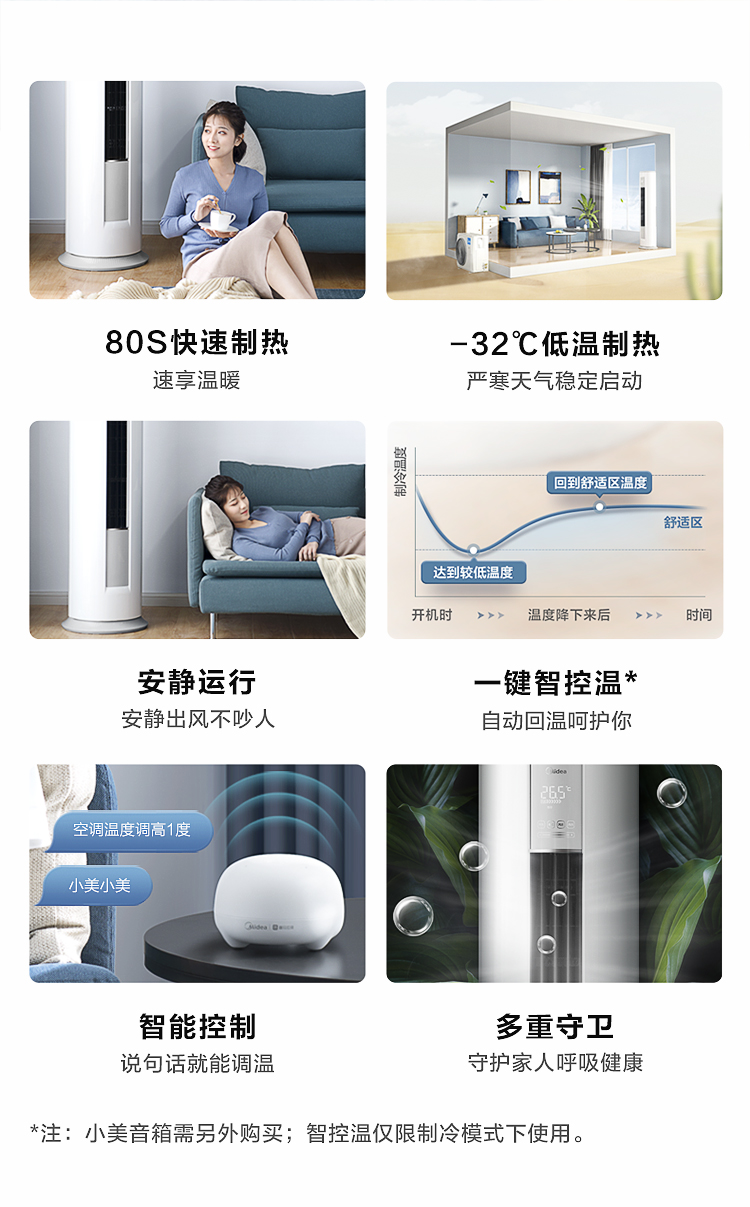 80S快速制热
速享温暖
-32℃低温制热
严寒天气稳定启动
安静运行
安静出风不吵人
制冷温度
回到舒适区温度
舒适区
达到较低温度
开机时 >>> 温度降下来后 >>> 时间
一键智控温*
自动回温呵护你
空调温度调高1度
小美小美
Midea
智能控制
说句话就能调温
Midea
26.5℃
多重守卫
守护家人呼吸健康
*注：小美音箱需另外购买；智控温仅限制冷模式下使用。